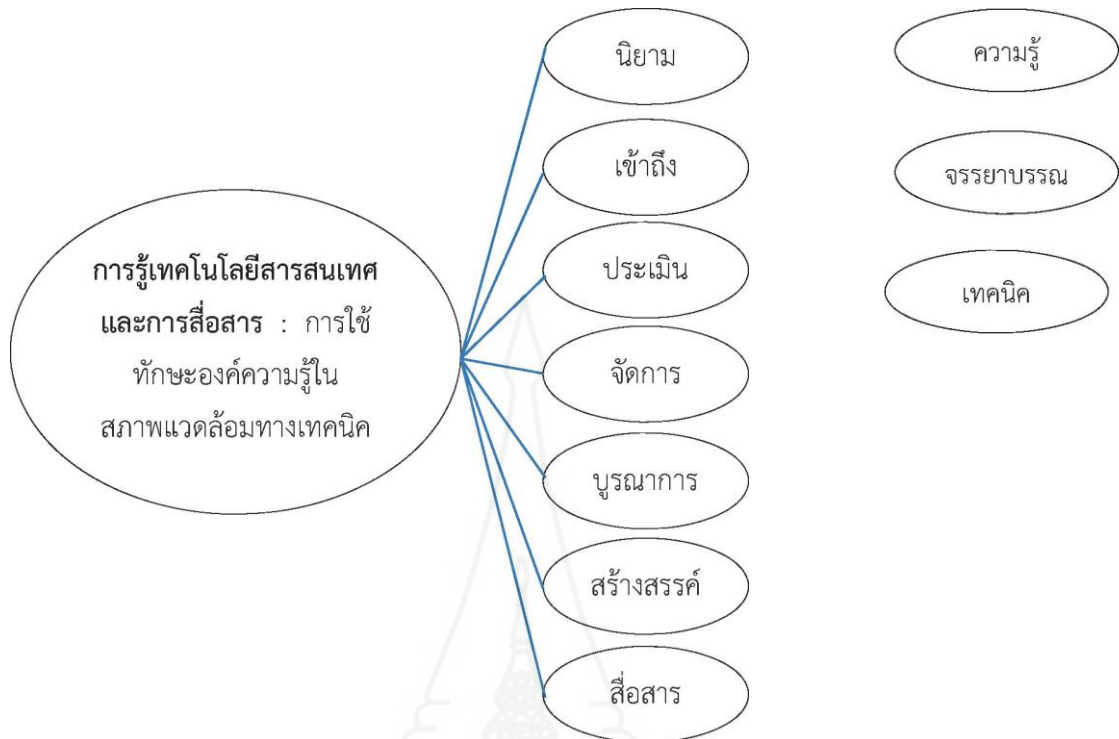 การรู้เทคโนโลยีสารสนเทศ
และการสื่อสาร : การใช้
ทักษะองค์ความรู้ใน
สภาพแวดล้อมทางเทคนิค
นิยาม
เข้าถึง
ประเมิน
จัดการ
บูรณาการ
สร้างสรรค์
สื่อสาร
ความรู้
จรรยาบรรณ
เทคนิค